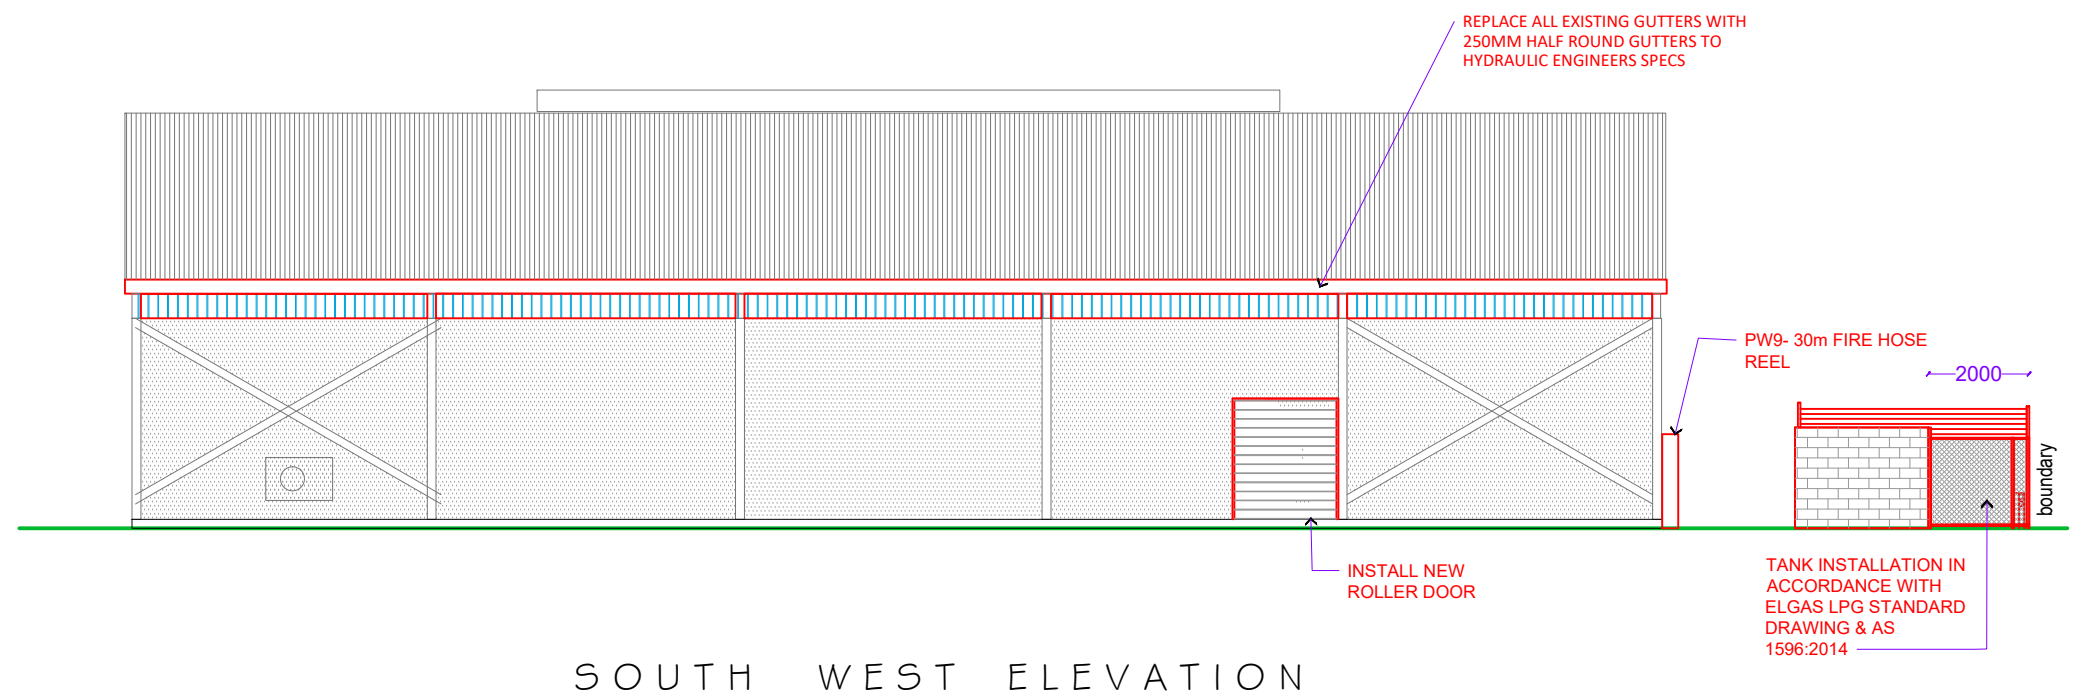 REPLACE ALL EXISTING GUTTERS WITH
250MM HALF ROUND GUTTERS TO
HYDRAULIC ENGINEERS SPECS
PW9- 30m FIRE HOSE
REEL
2000
boundary
INSTALL NEW
ROLLER DOOR
TANK INSTALLATION IN
ACCORDANCE WITH
ELGAS LPG STANDARD
DRAWING & AS
1596:2014
SOUTH WEST ELEVATION